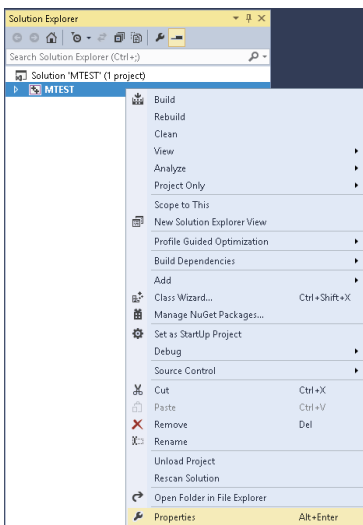 Solution Explorer
Search Solution Explorer (Ctrl+;)
Solution 'MTEST' (1 project)
MTEST
Build
Rebuild
Clean
View
Analyze
Project Only
Scope to This
New Solution Explorer View
Profile Guided Optimization
Build Dependencies
Add
Class Wizard... Ctrl+Shift+X
Manage NuGet Packages...
Set as StartUp Project
Debug
Source Control
Cut Ctrl+X
Paste Ctrl+V
Remove Del
Rename
Unload Project
Rescan Solution
Open Folder in File Explorer
Properties Alt+Enter